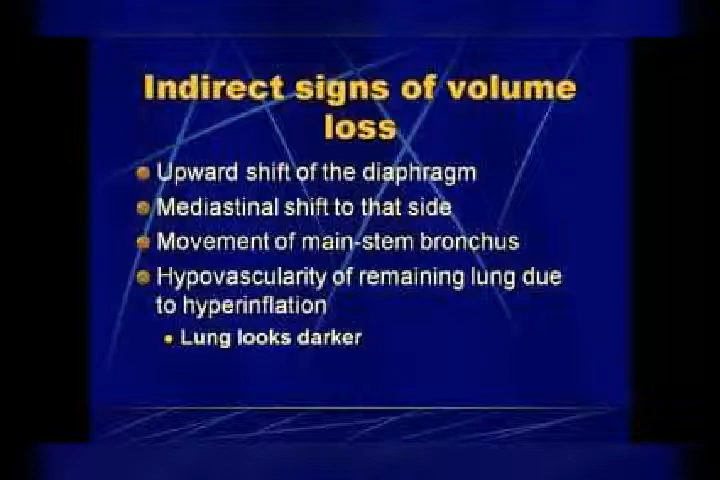 Indirect signs of volume
loss
Upward shift of the diaphragm
Mediastinal shift to that side
Movement of main-stem bronchus
Hypovascularity of remaining lung due
to hyperinflation
Lung looks darker